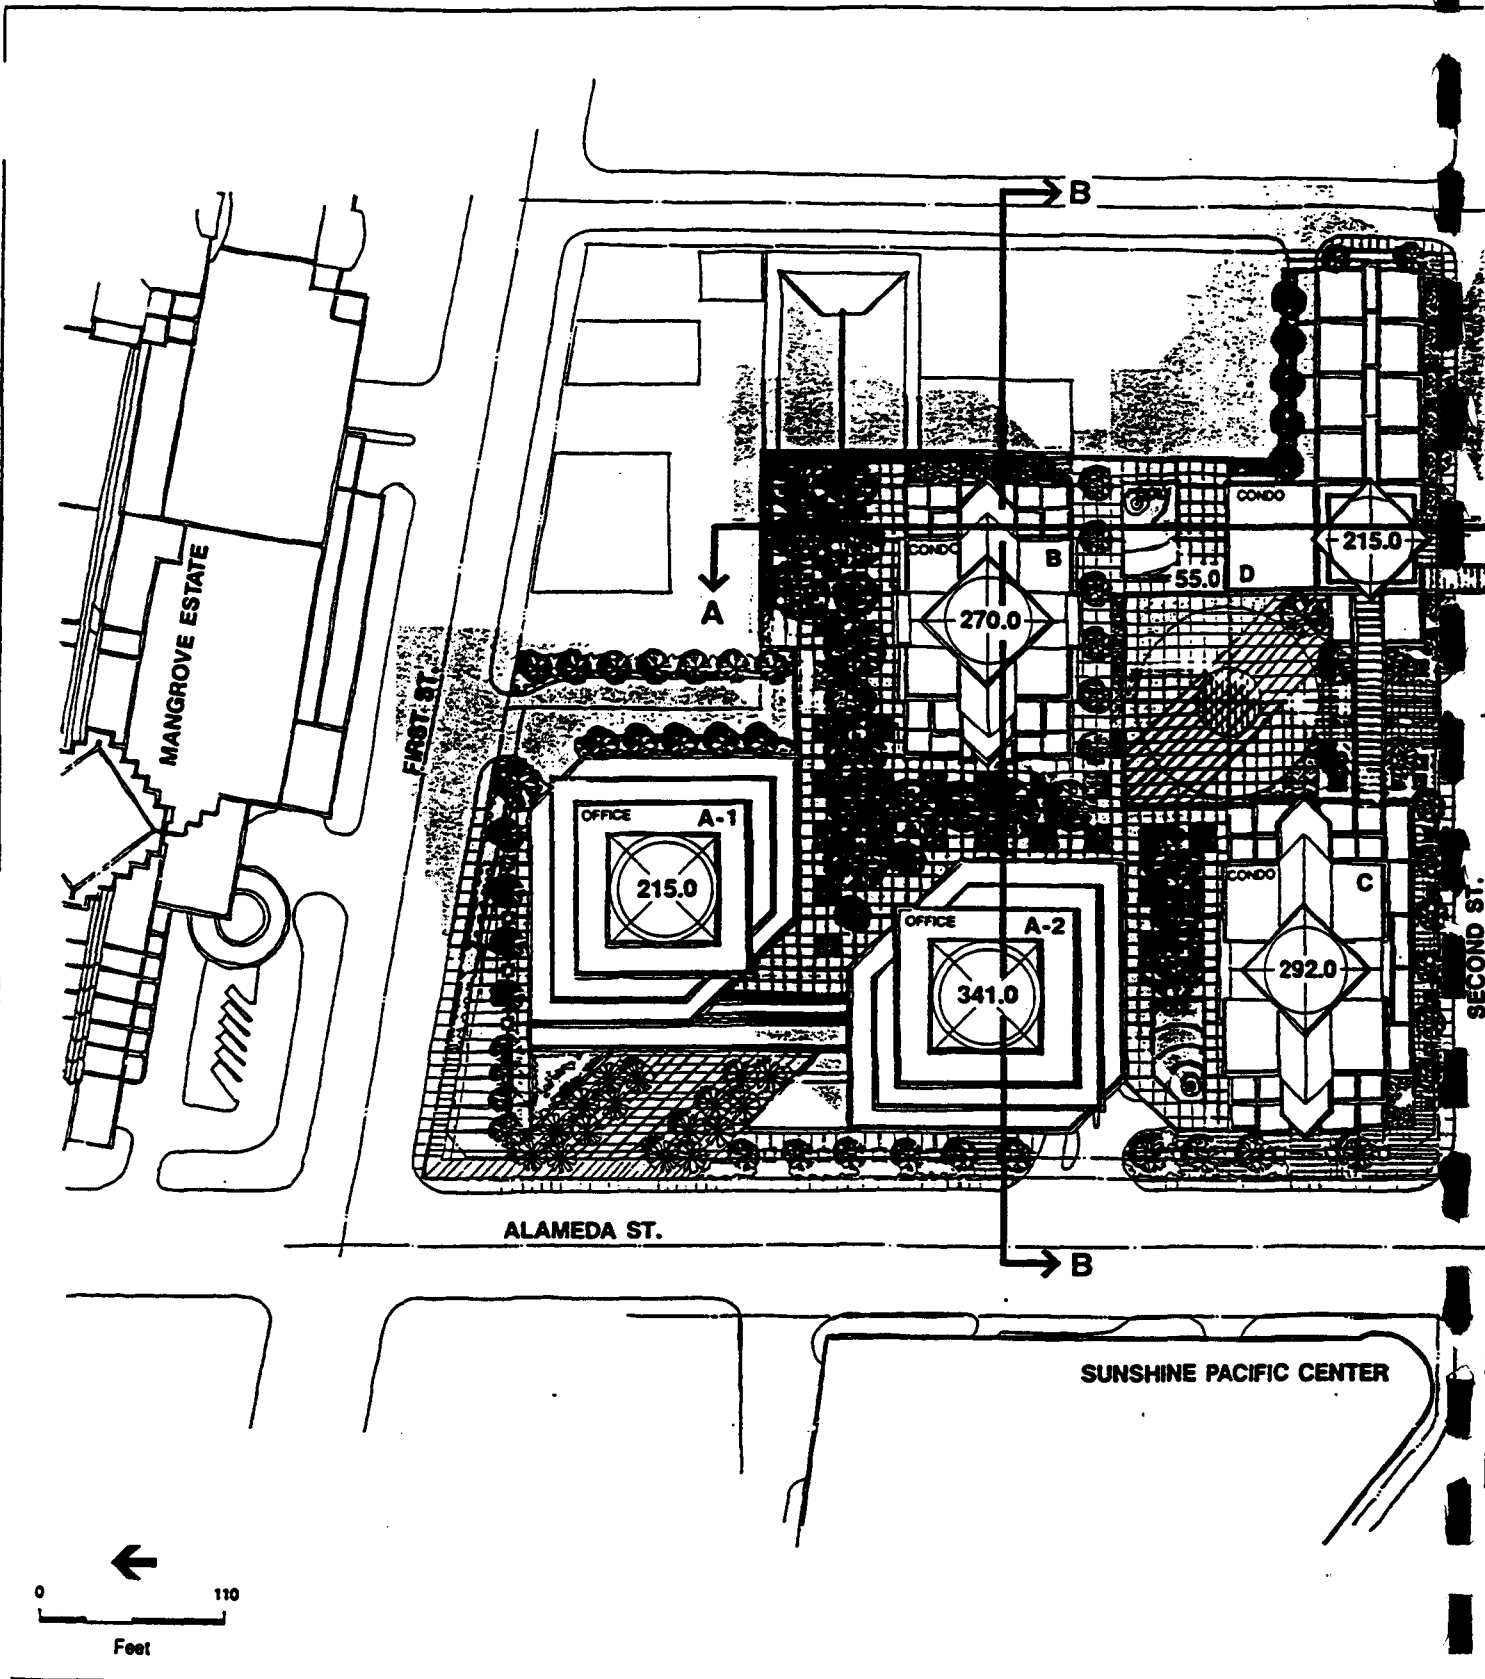 B
CONDO
215.0
CONDO
B
55.0
D
A
270.0
MANGROVE ESTATE
FIRST ST.
OFFICE
A-1
215.0
CONDO
C
OFFICE
A-2
292.0
341.0
SECOND ST.
ALAMEDA ST.
B
SUNSHINE PACIFIC CENTER
0
110
Feet